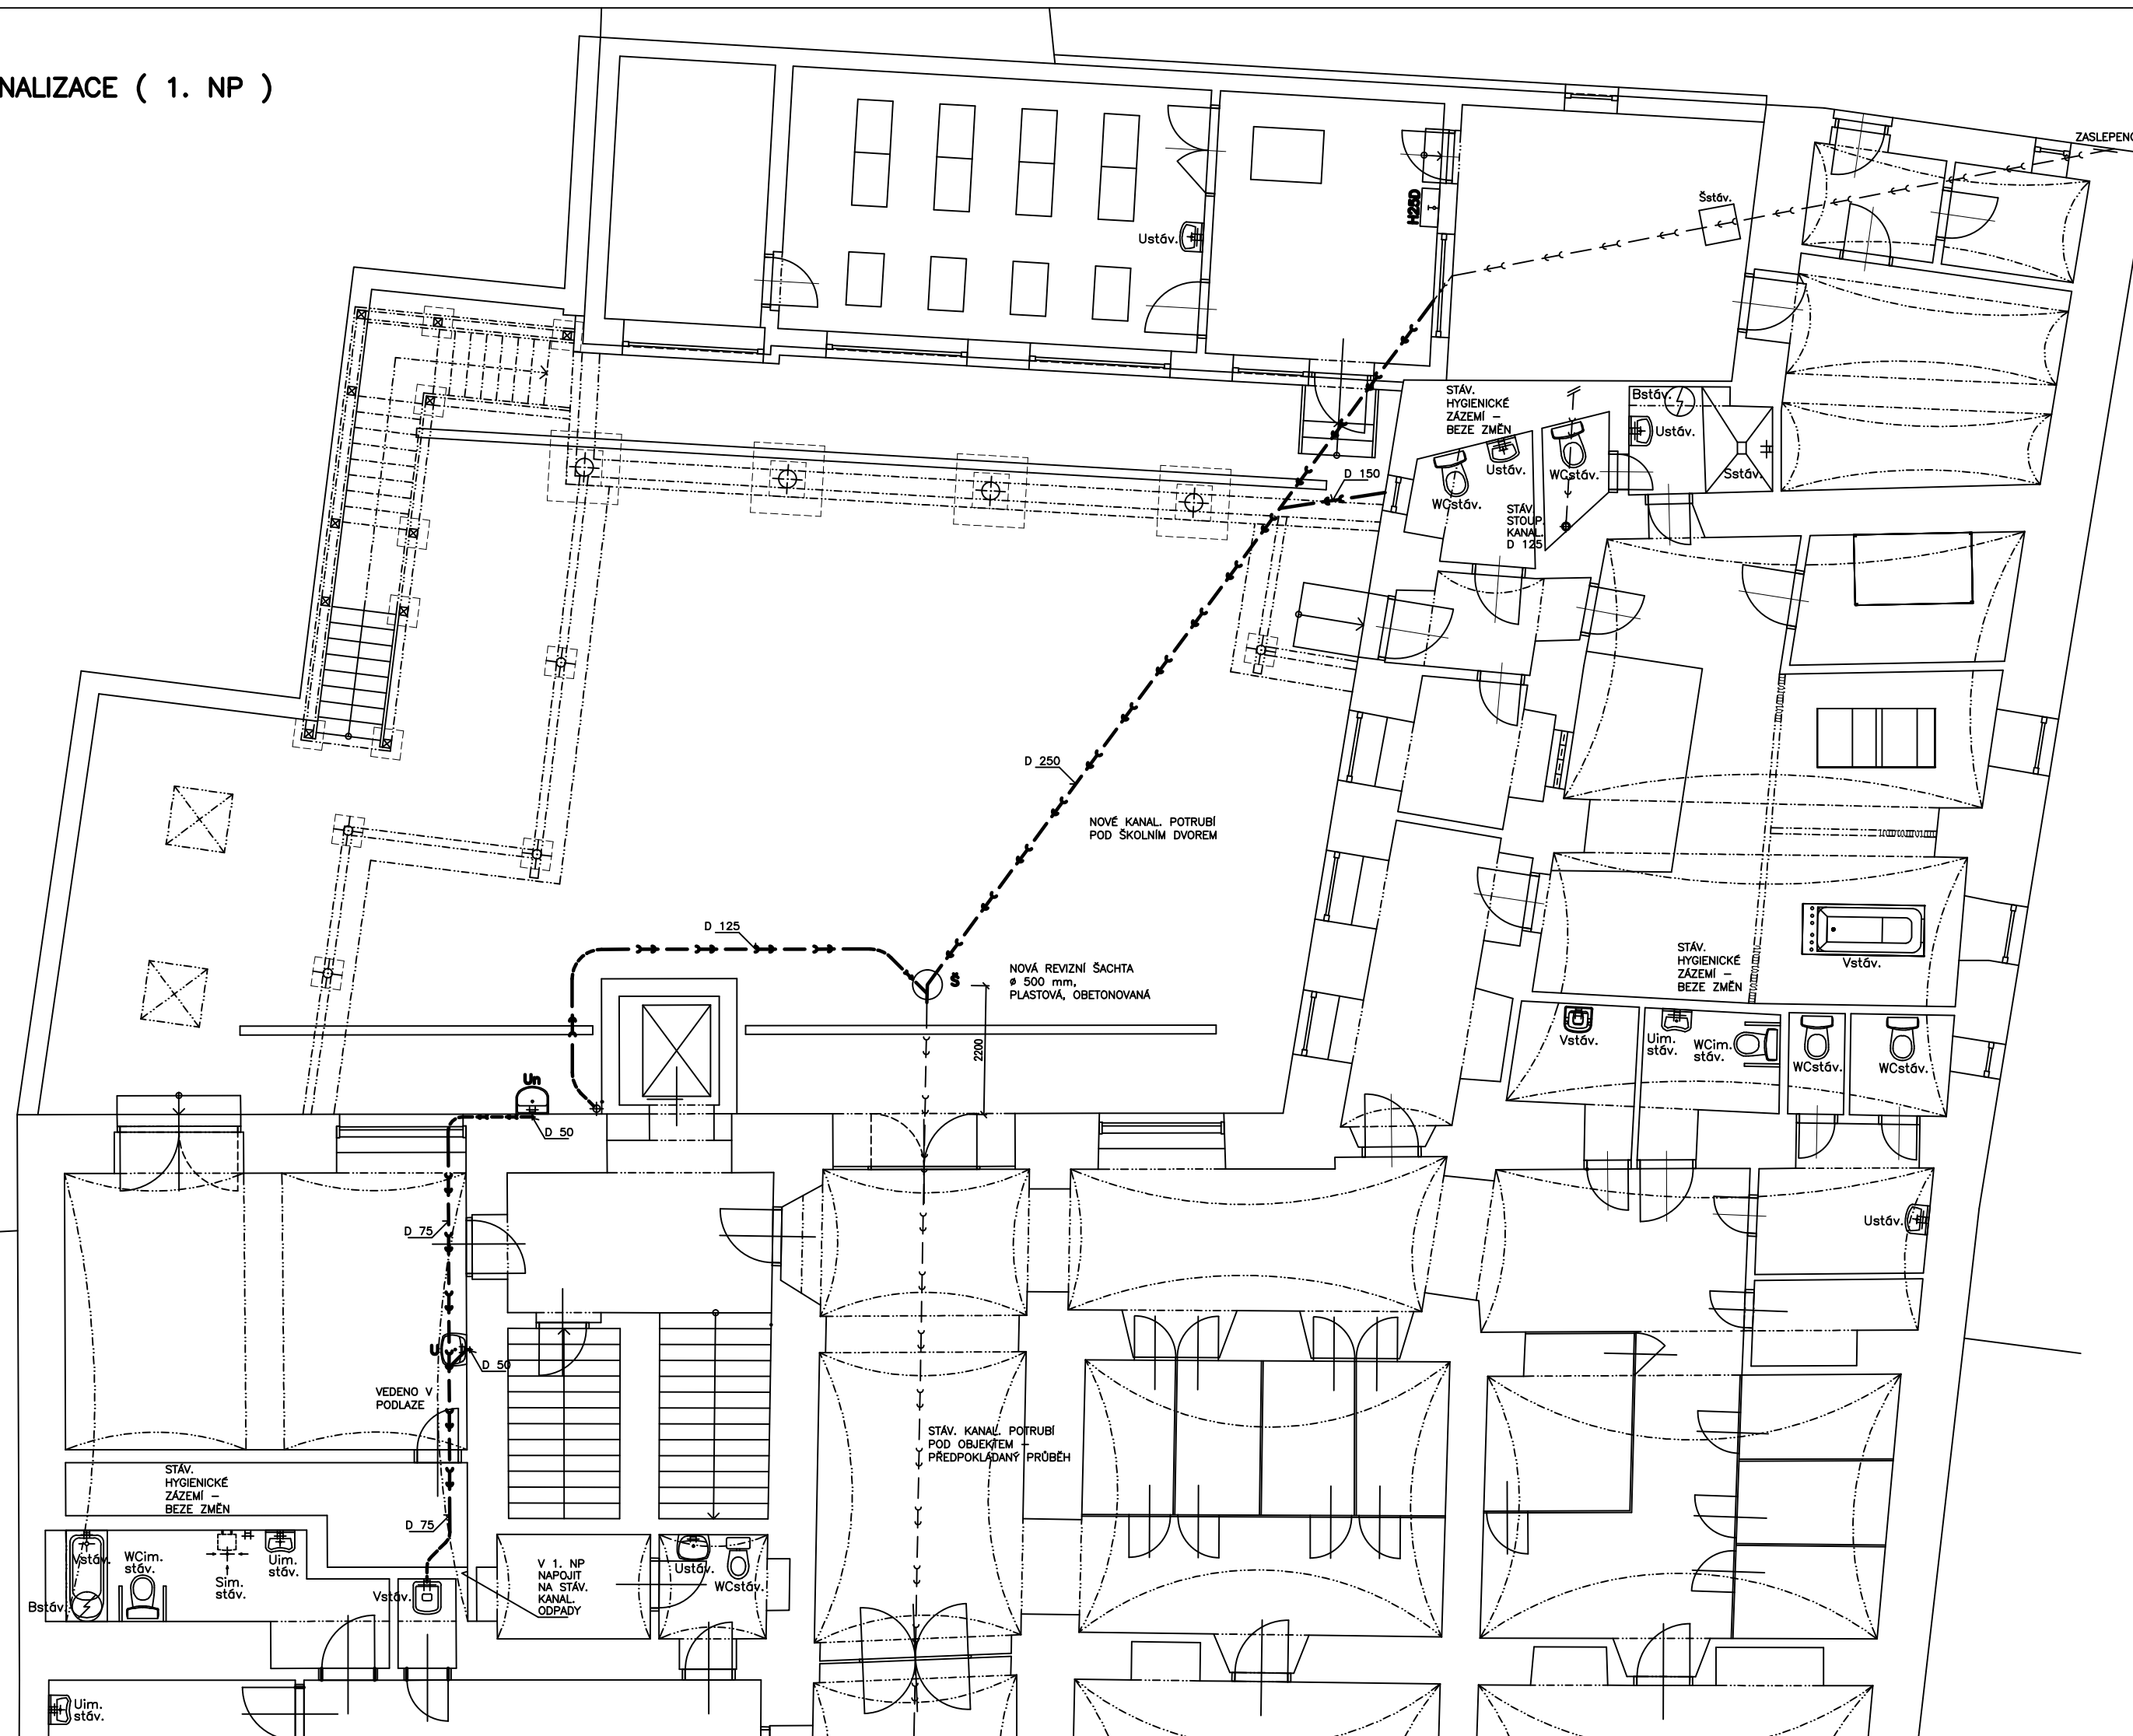 NALIZACE ( 1. NP )
ZASLEPENO
Šstáv.
H25D
Ustáv.
STÁV.
HYGIENICKÉ
ZÁZEMÍ –
BEZE ZMĚN
Bstáv.
Ustáv.
Ustáv.
WCstáv.
Sstáv.
WCstáv.
D 150
STÁV.
STOUP.
KANAL.
D 125
D 250
NOVÉ KANAL. POTRUBÍ
POD ŠKOLNÍM DVOREM
D 125
NOVÁ REVIZNÍ ŠACHTA
ø 500 mm,
PLASTOVÁ, OBETONOVANÁ
Š
2200
STÁV.
HYGIENICKÉ
ZÁZEMÍ –
BEZE ZMĚN
Vstáv.
Vstáv.
Uim.
stáv.
WCim.
stáv.
WCstáv.
WCstáv.
Un
D 50
D 75
Ustáv.
U
D 50
VEDENO V
PODLAZE
STÁV. KANAL. POTRUBÍ
POD OBJEKTEM –
PŘEDPOKLÁDANÝ PRŮBĚH
STÁV.
HYGIENICKÉ
ZÁZEMÍ –
BEZE ZMĚN
D 75
Vstáv.
WCim.
stáv.
Sim.
stáv.
Uim.
stáv.
Bstáv.
Vstáv.
V 1. NP
NAPOJIT
NA STÁV.
KANAL.
ODPADY
Ustáv.
WCstáv.
Uim.
stáv.